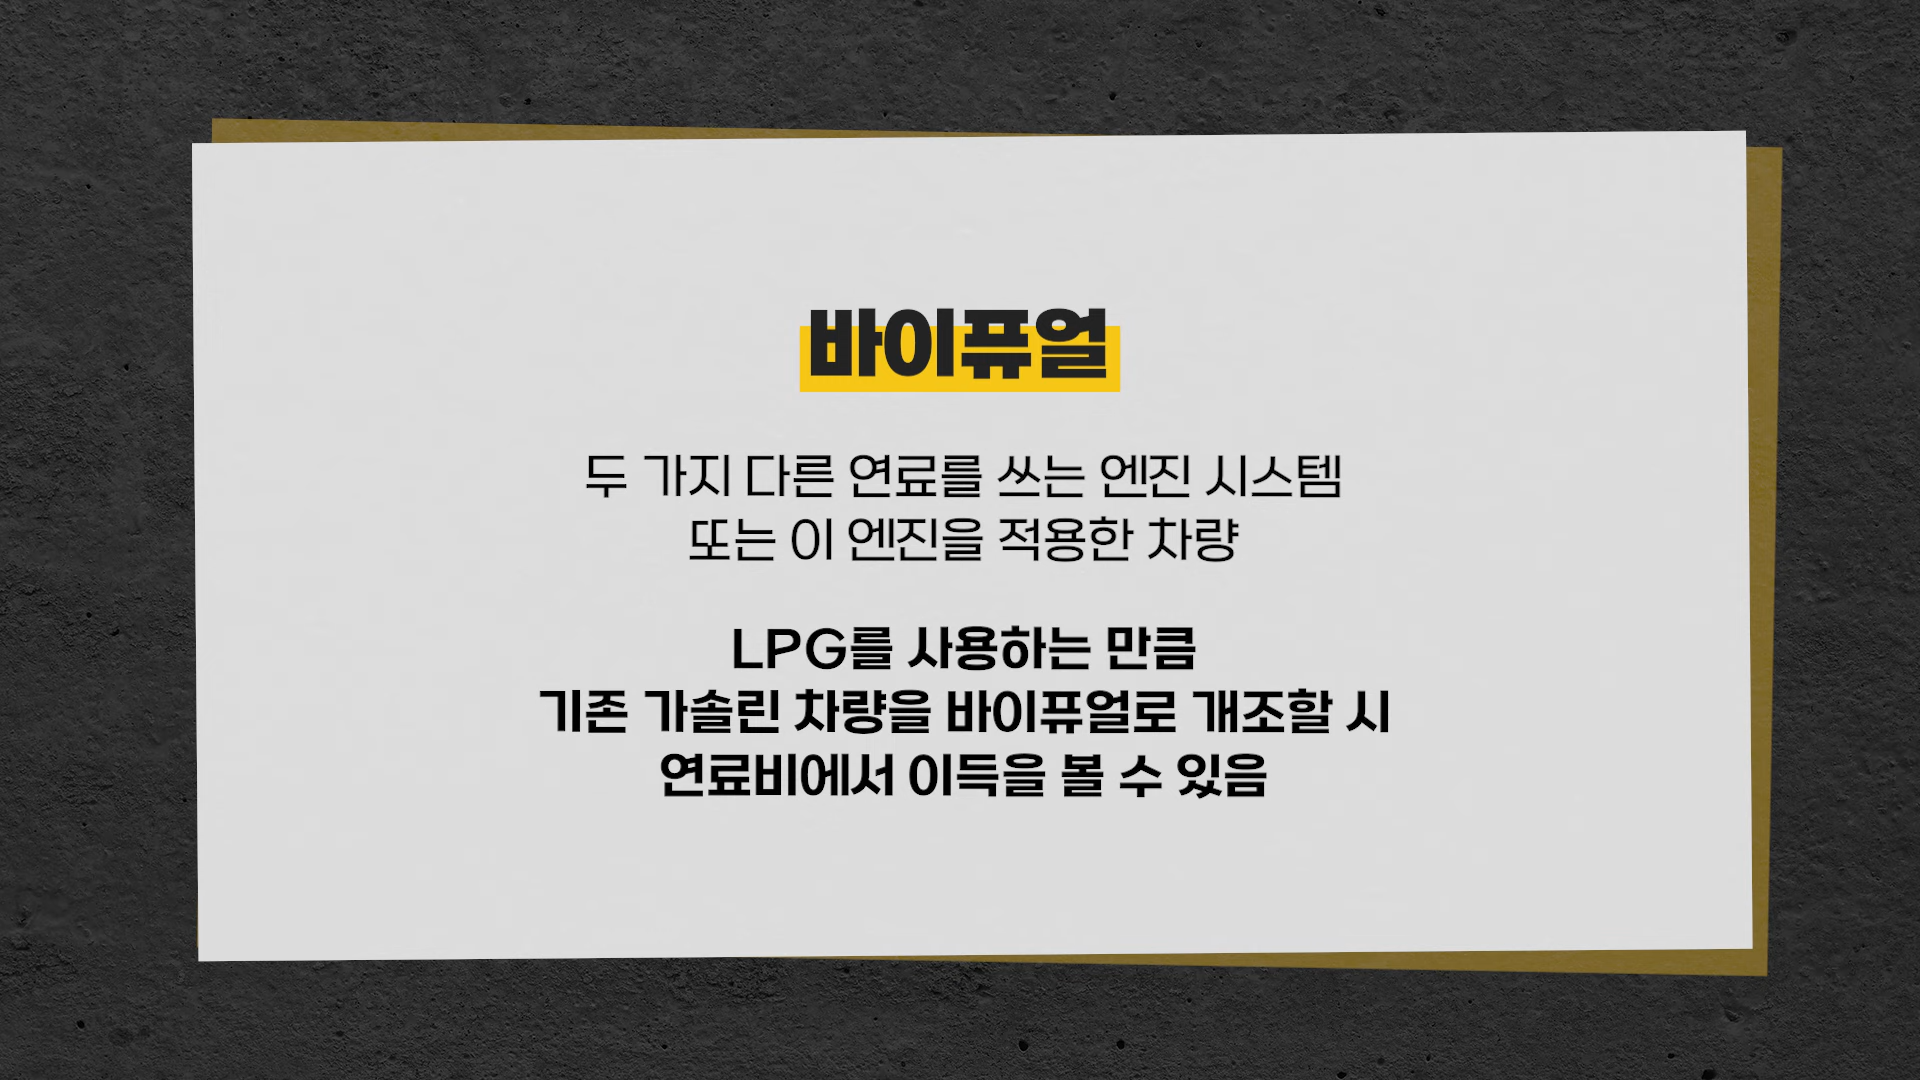 바이퓨얼
두 가지 다른 연료를 쓰는 엔진 시스템
또는 이 엔진을 적용한 차량
LPG를 사용하는 만큼
기존 가솔린 차량을 바이퓨얼로 개조할 시
연료비에서 이득을 볼 수 있음